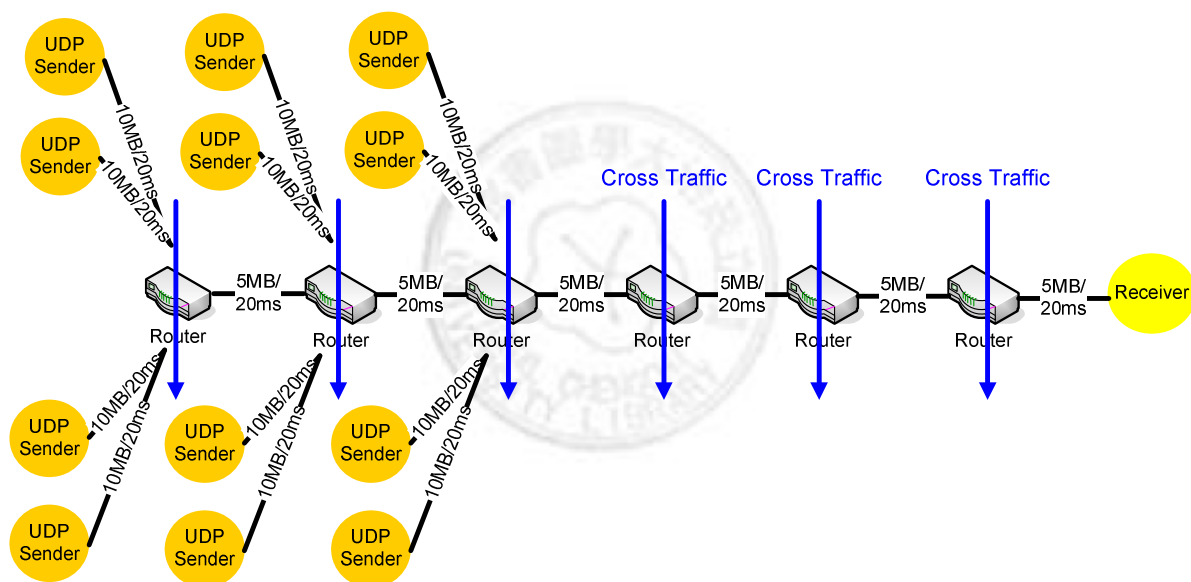 UDP
Sender
UDP
Sender
UDP
Sender
10MB/20ms
10MB/20ms
10MB/20ms
UDP
Sender
UDP
Sender
UDP
Sender
10MB/20ms
10MB/20ms
10MB/20ms
Cross Traffic
Cross Traffic
Cross Traffic
5MB/
20ms
5MB/
20ms
5MB/
20ms
5MB/
20ms
5MB/
20ms
5MB/
20ms
Receiver
Router
Router
Router
Router
Router
Router
10MB/20ms
10MB/20ms
10MB/20ms
UDP
Sender
UDP
Sender
UDP
Sender
10MB/20ms
10MB/20ms
10MB/20ms
UDP
Sender
UDP
Sender
UDP
Sender